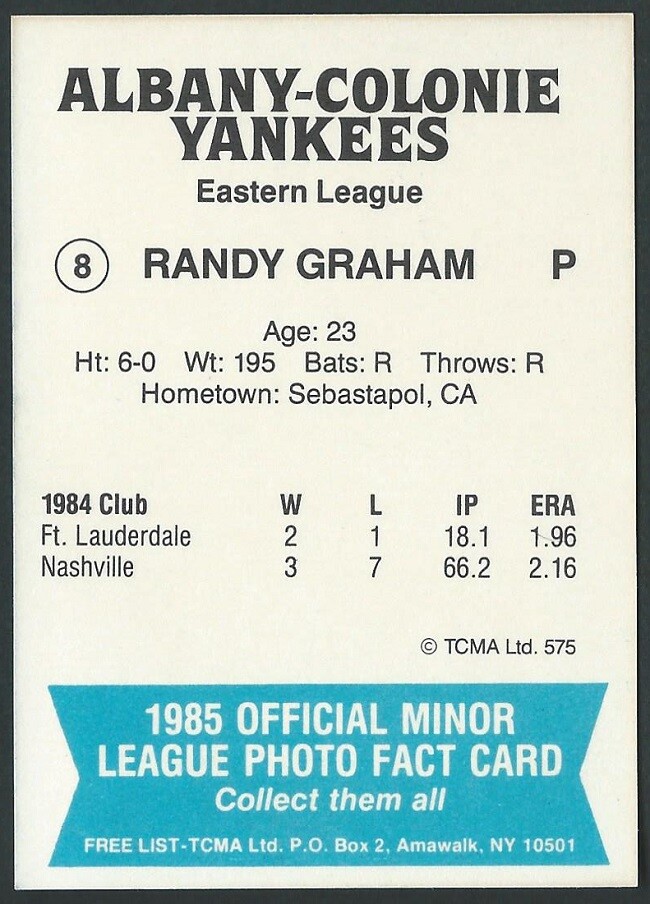 ALBANY-COLONIE
YANKEES
Eastern League
8 RANDY GRAHAM P
Age: 23
Ht: 6-0 Wt: 195 Bats: R Throws: R
Hometown: Sebastapol, CA
1984 Club W L IP ERA
Ft. Lauderdale 2 1 18.1 1.96
Nashville 3 7 66.2 2.16
© TCMA Ltd. 575
1985 OFFICIAL MINOR
LEAGUE PHOTO FACT CARD
Collect them all
FREE LIST-TCMA Ltd. P.O. Box 2, Amawalk, NY 10501